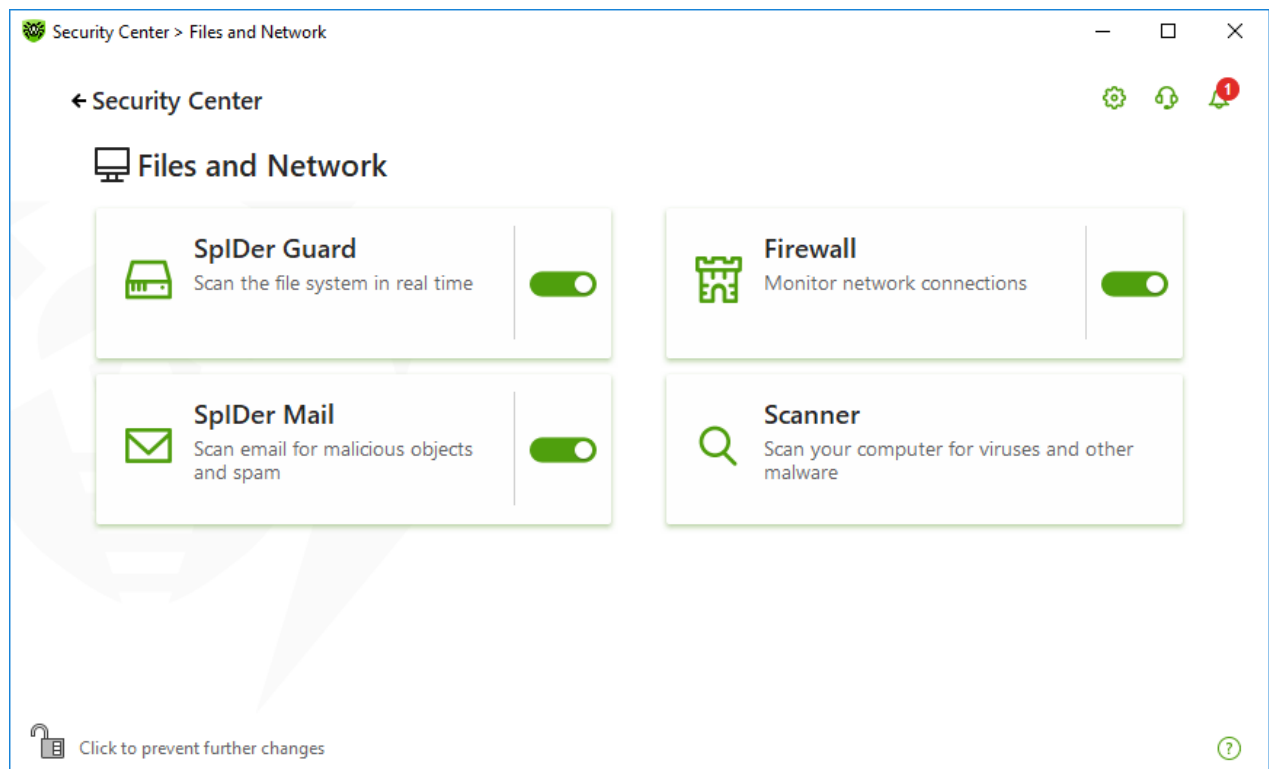 Security Center > Files and Network
Security Center
1
Files and Network
SpIDer Guard
Scan the file system in real time
Firewall
Monitor network connections
SpIDer Mail
Scan email for malicious objects
and spam
Scanner
Scan your computer for viruses and other
malware
Click to prevent further changes
?